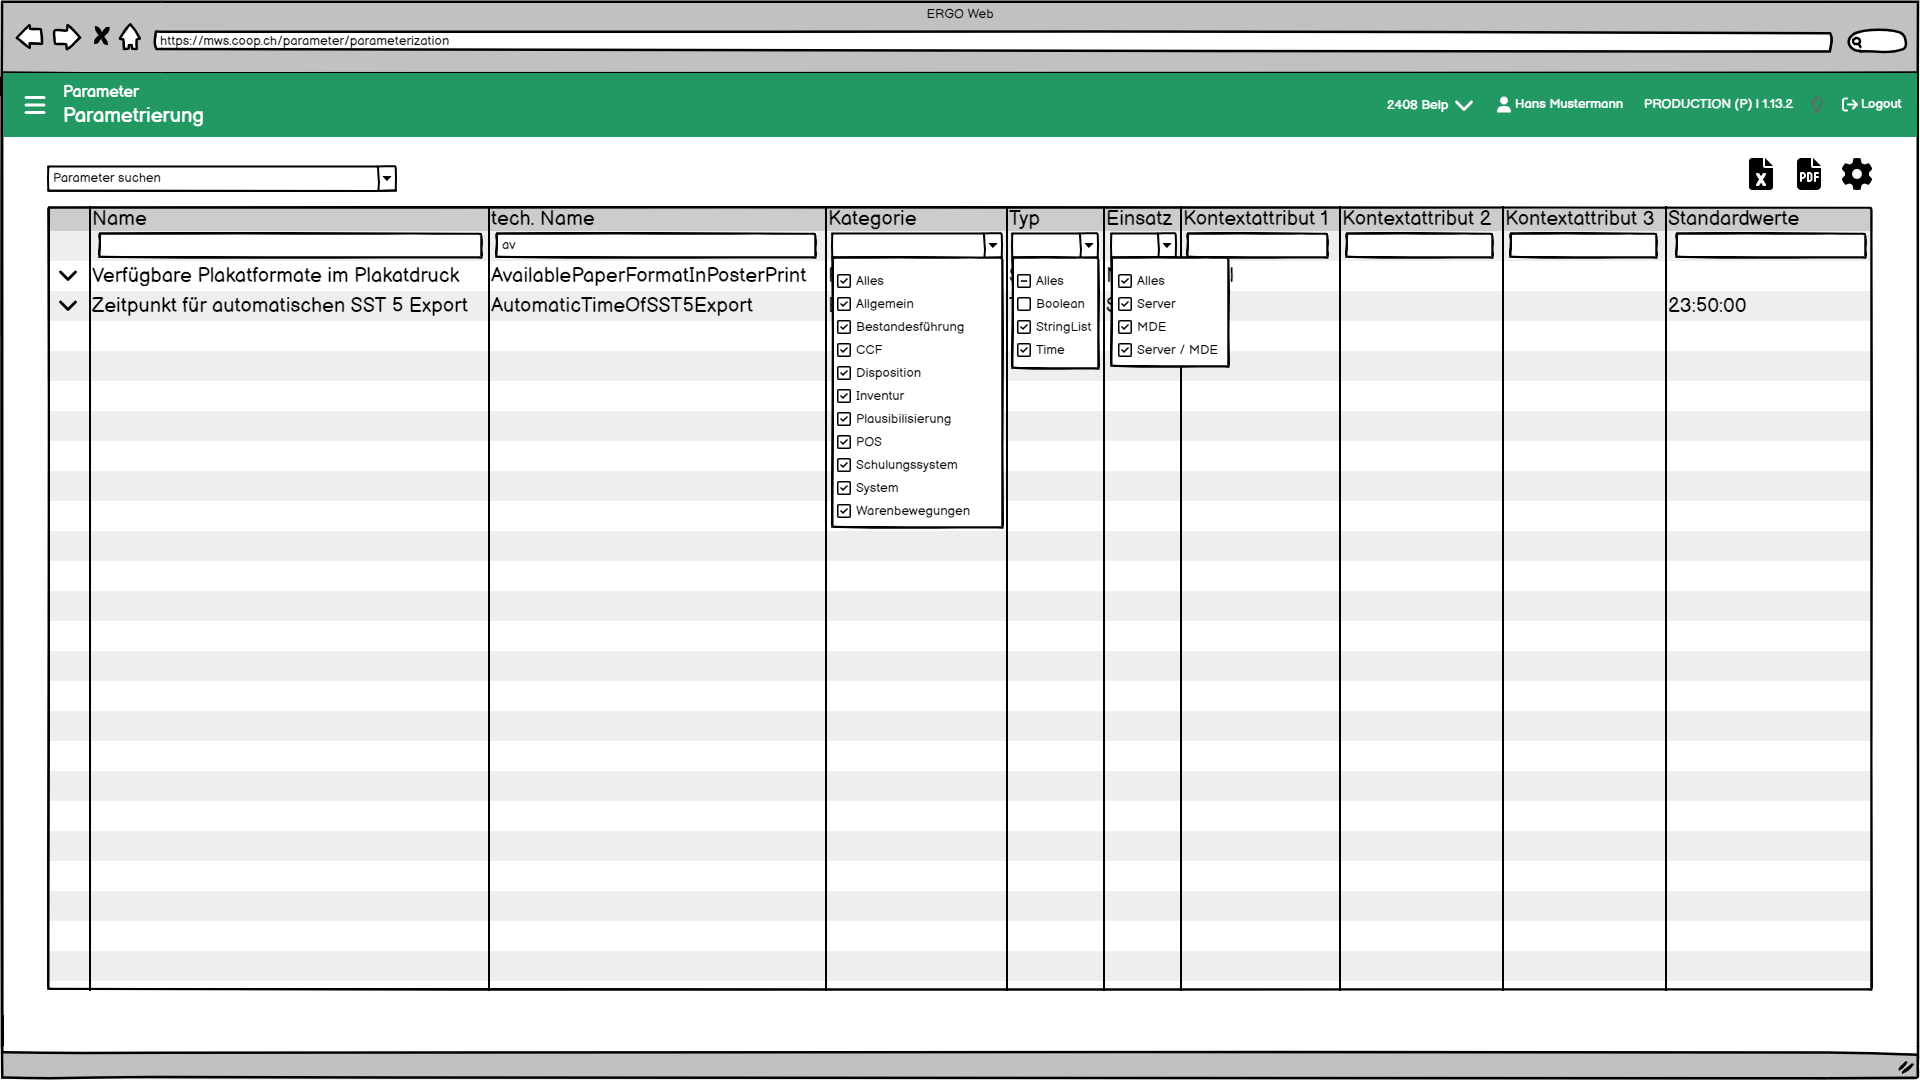 ERGO Web
https://mws.coop.ch/parameter/parameterization
Parameter
Parametrierung
2408 Belp
Hans Mustermann
PRODUCTION (P) | 1.13.2
Logout
Parameter suchen
X
PDF
Name tech. Name Kategorie Typ Einsatz Kontextattribut 1 Kontextattribut 2 Kontextattribut 3 Standardwerte
av
Verfügbare Plakatformate im Plakatdruck AvailablePaperFormatInPosterPrint
Zeitpunkt für automatischen SST 5 Export AutomaticTimeOfSST5Export 23:50:00
Alles
Allgemein
Bestandesführung
CCF
Disposition
Inventur
Plausibilisierung
POS
Schulungssystem
System
Warenbewegungen
Alles
Boolean
StringList
Time
Alles
Server
MDE
Server / MDE